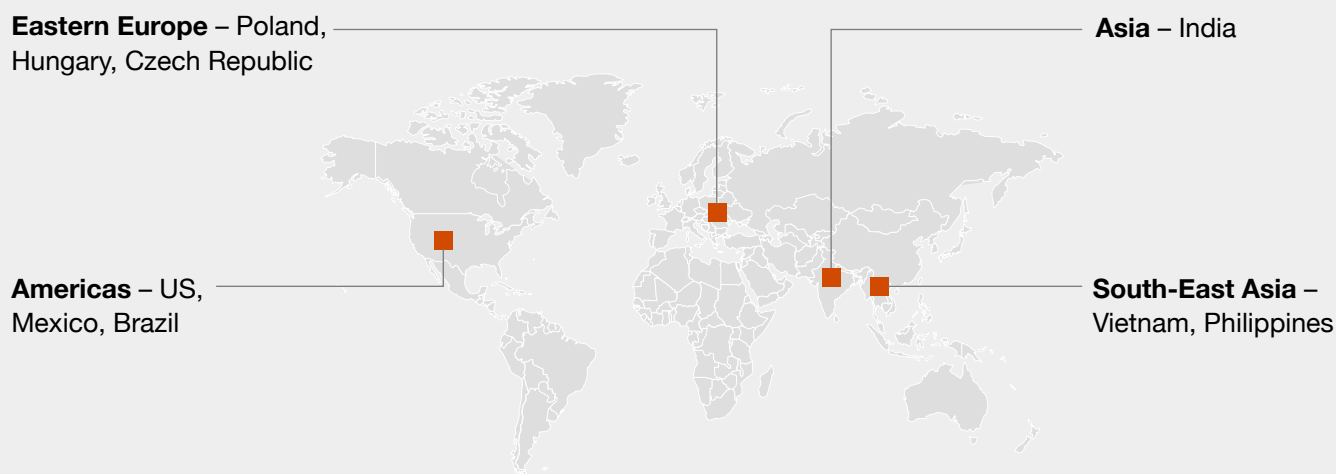 Eastern Europe – Poland,
Hungary, Czech Republic
Asia – India
Americas – US,
Mexico, Brazil
South-East Asia –
Vietnam, Philippines